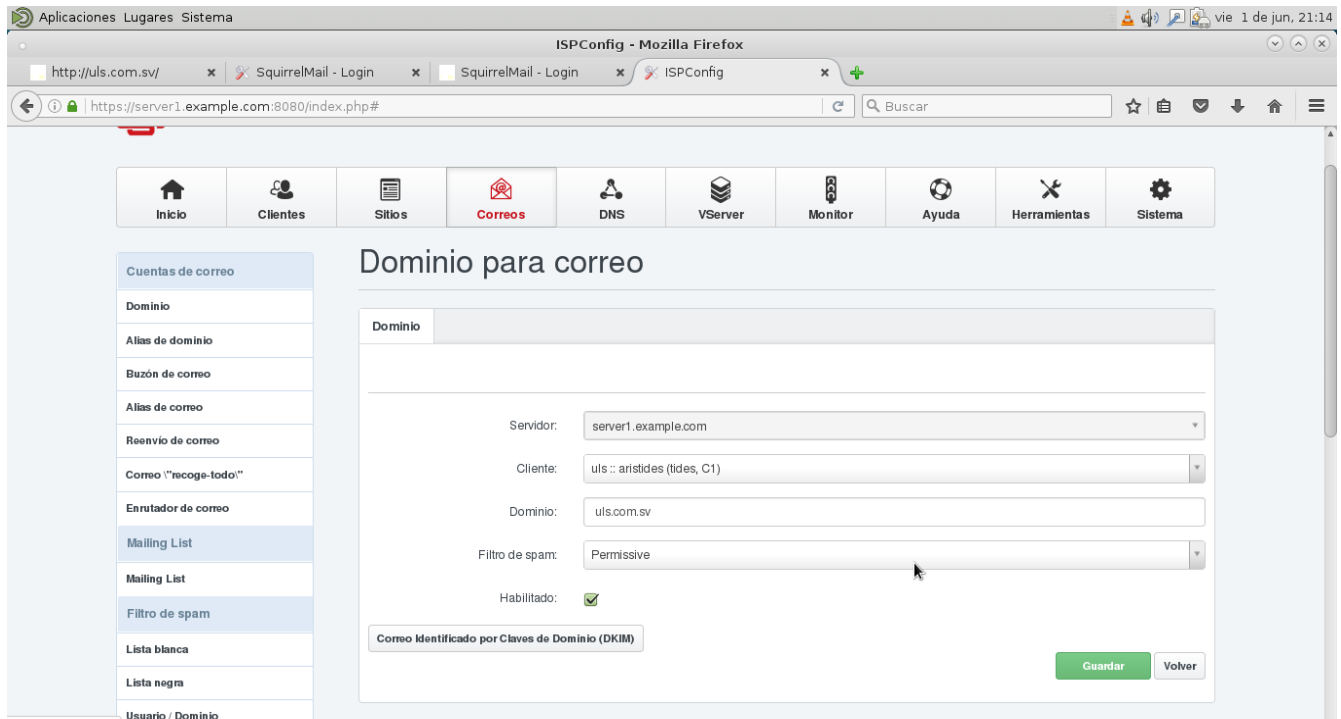 Aplicaciones Lugares Sistema
vie 1 de jun, 21:14
ISPConfig - Mozilla Firefox
http://uls.com.sv/
SquirrelMail - Login
SquirrelMail - Login
ISPConfig
https://server1.example.com:8080/index.php#
Buscar
Inicio
Clientes
Sitios
Correos
DNS
VServer
Monitor
Ayuda
Herramientas
Sistema
Cuentas de correo
Dominio
Alias de dominio
Buzón de correo
Alias de correo
Reenvío de correo
Correo \"recoge-todo\"
Enrutador de correo
Mailing List
Mailing List
Filtro de spam
Lista blanca
Lista negra
Usuario / Dominio
Dominio para correo
Dominio
Servidor:
server1.example.com
Cliente:
uls :: aristides (tides, C1)
Dominio:
uls.com.sv
Filtro de spam:
Permissive
Habilitado:
Correo Identificado por Claves de Dominio (DKIM)
Guardar
Volver